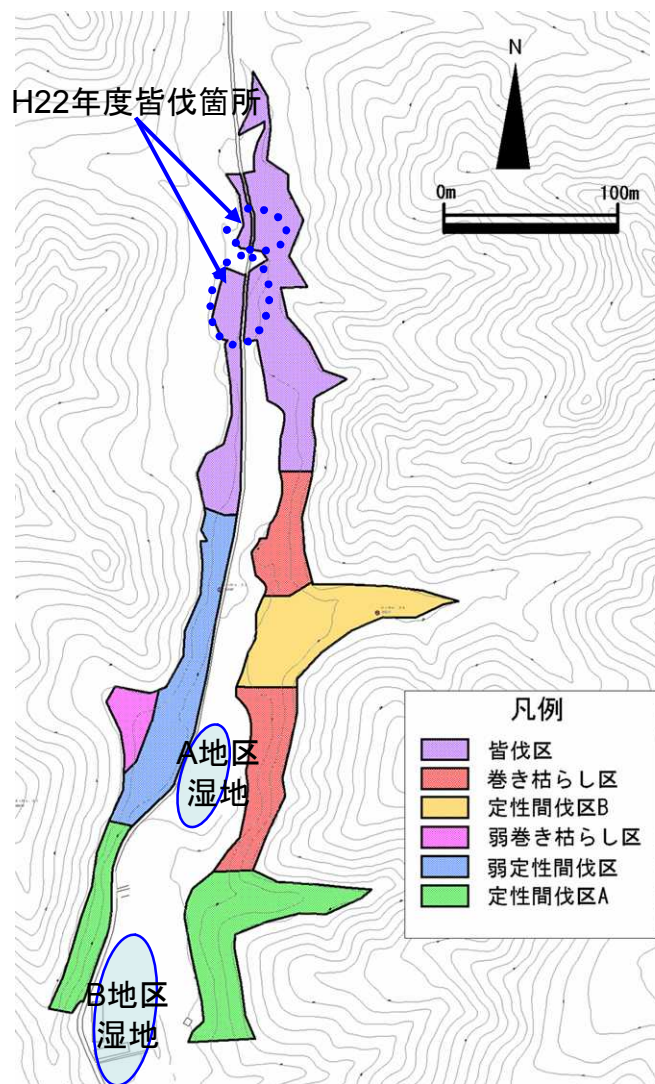 H22年度皆伐箇所
N
0m
100m
A地区
湿地
B地区
湿地
凡例
皆伐区
巻き枯らし区
定性間伐区B
弱巻き枯らし区
弱定性間伐区
定性間伐区A